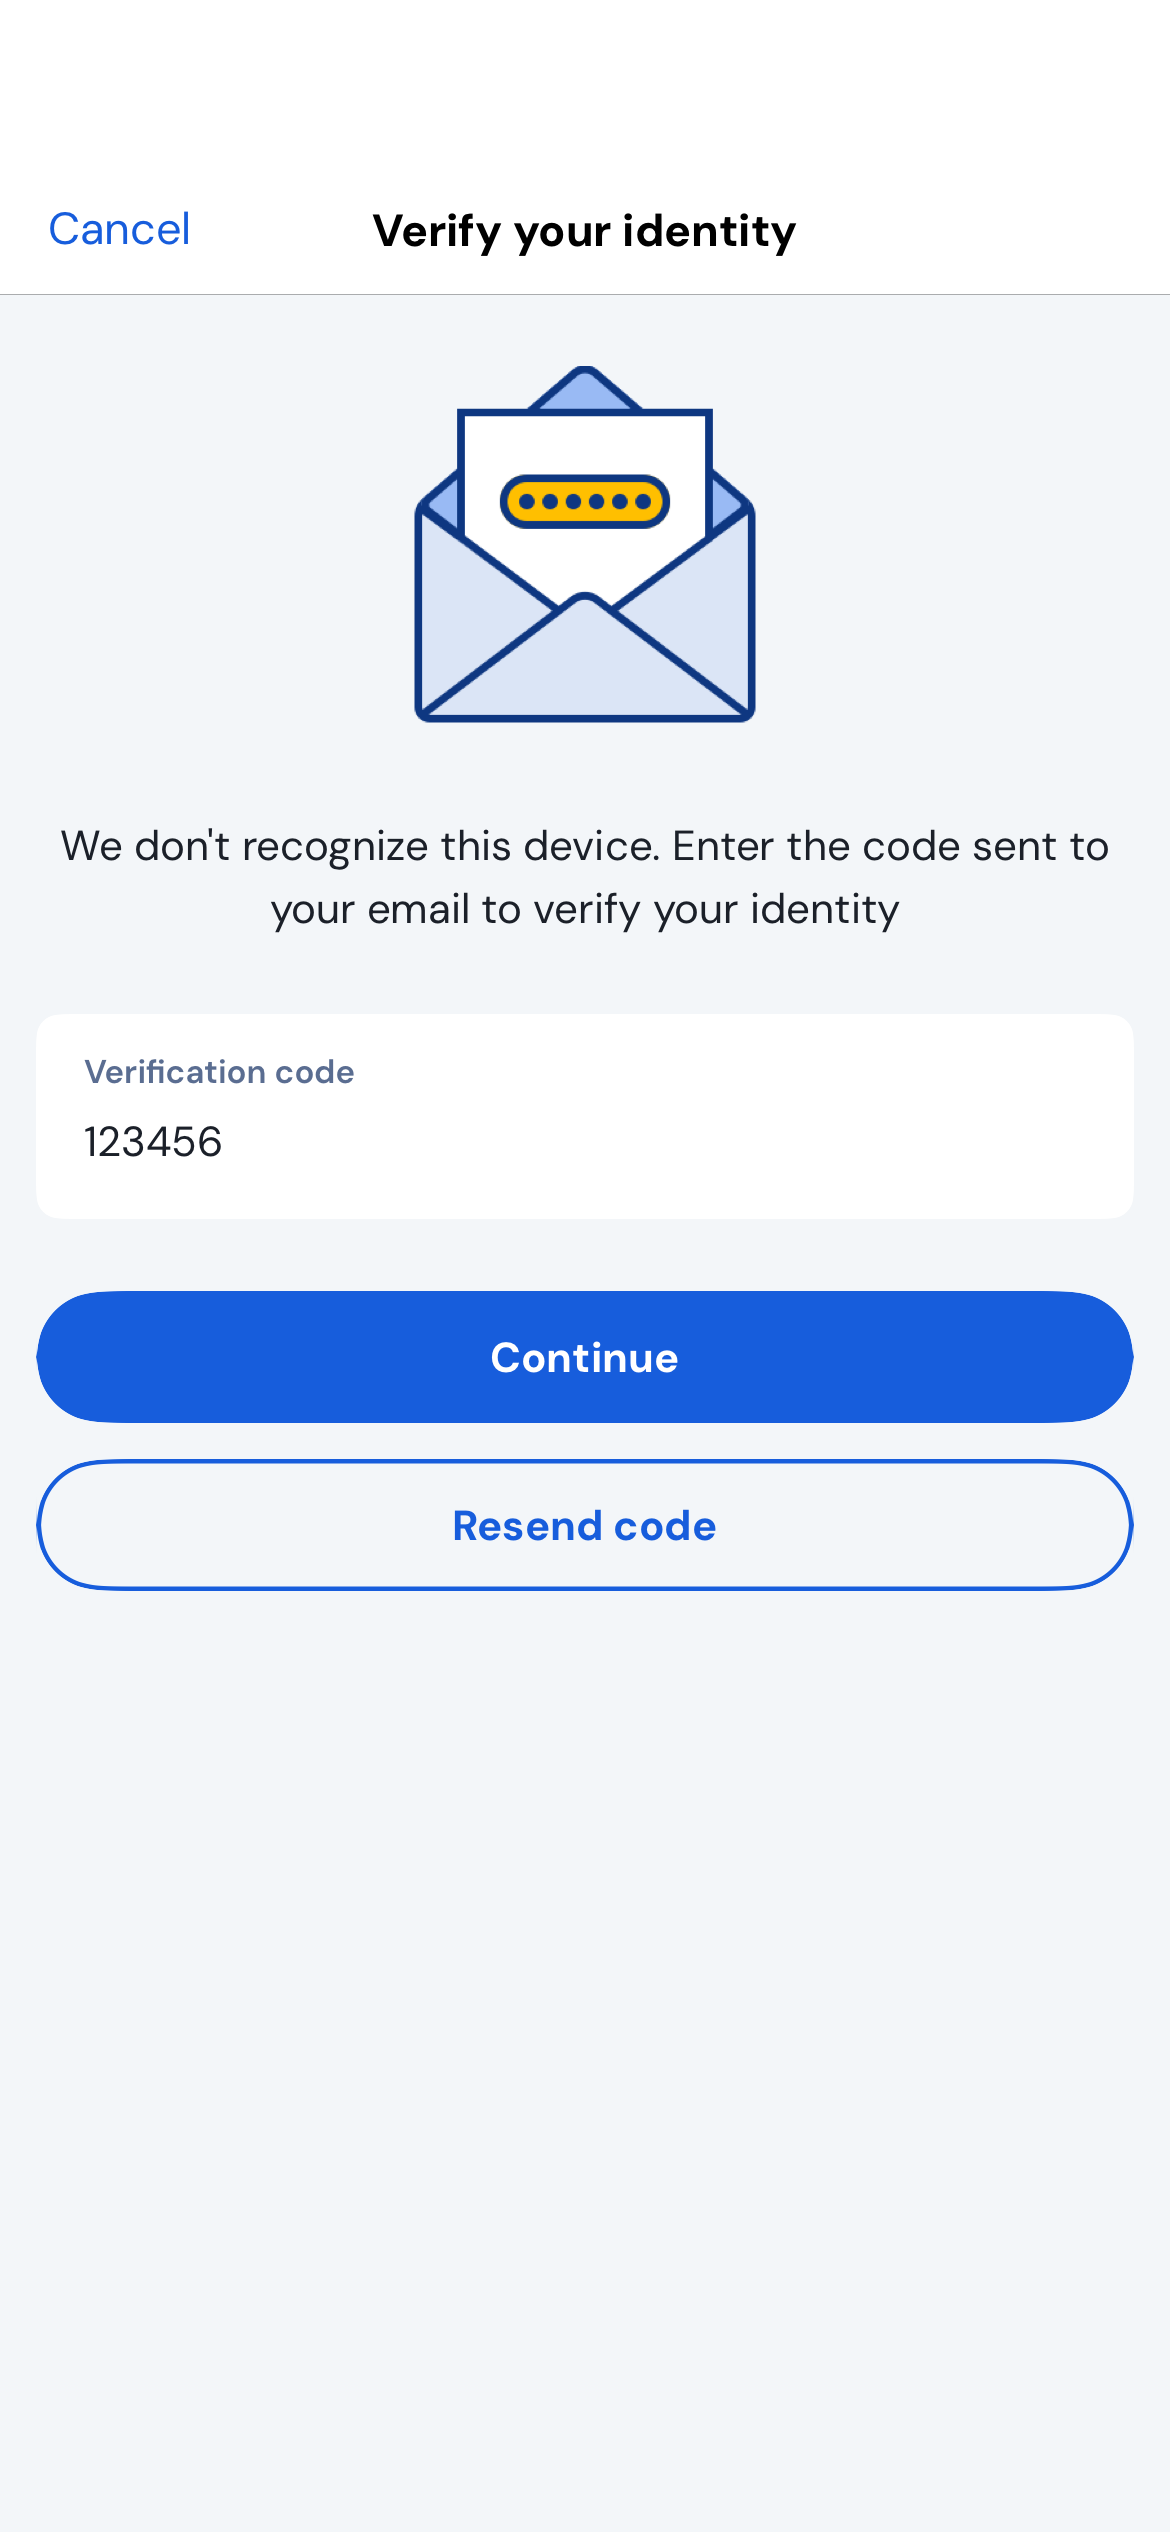 Cancel
Verify your identity
We don't recognize this device. Enter the code sent to
your email to verify your identity
Verification code
123456
Continue
Resend code